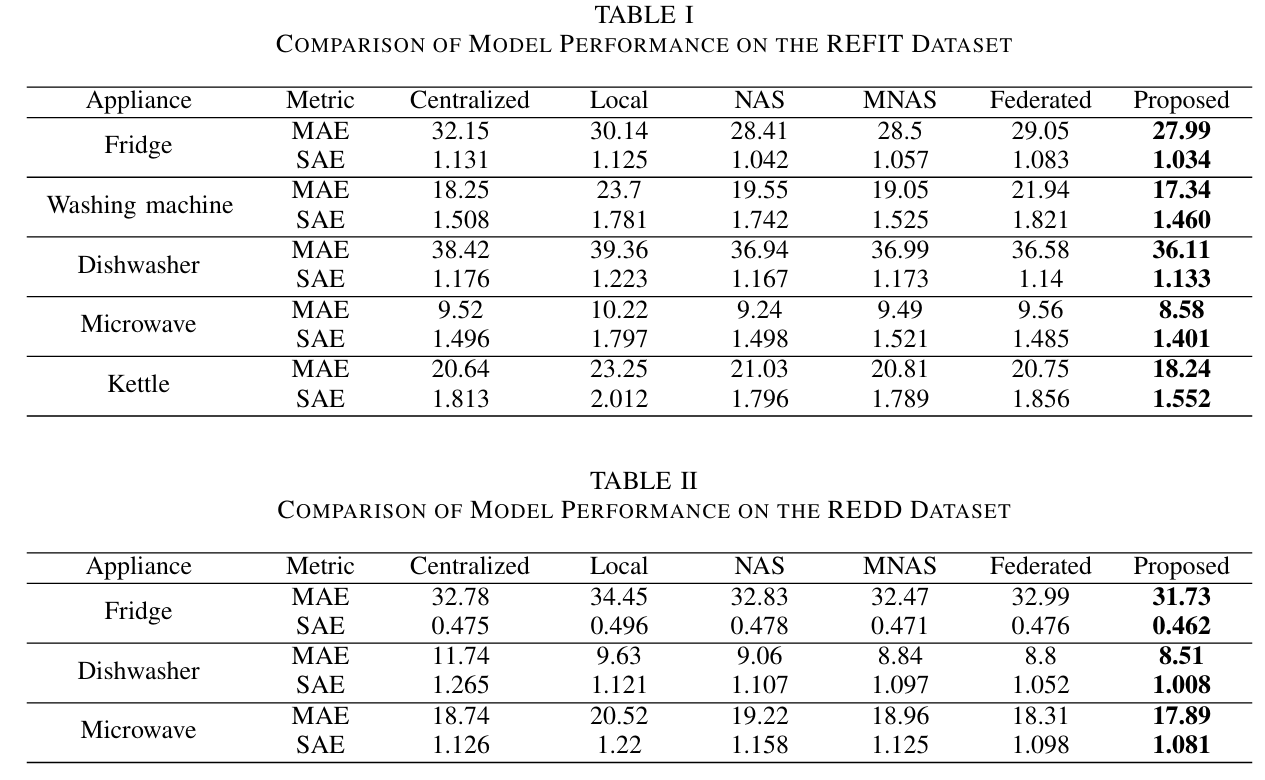 TABLE I
COMPARISON OF MODEL PERFORMANCE ON THE REFIT DATASET
Appliance Metric Centralized Local NAS MNAS Federated Proposed
Fridge
MAE 32.15 30.14 28.41 28.5 29.05 27.99
SAE 1.131 1.125 1.042 1.057 1.083 1.034
Washing machine
MAE 18.25 23.7 19.55 19.05 21.94 17.34
SAE 1.508 1.781 1.742 1.525 1.821 1.460
Dishwasher
MAE 38.42 39.36 36.94 36.99 36.58 36.11
SAE 1.176 1.223 1.167 1.173 1.14 1.133
Microwave
MAE 9.52 10.22 9.24 9.49 9.56 8.58
SAE 1.496 1.797 1.498 1.521 1.485 1.401
Kettle
MAE 20.64 23.25 21.03 20.81 20.75 18.24
SAE 1.813 2.012 1.796 1.789 1.856 1.552
TABLE II
COMPARISON OF MODEL PERFORMANCE ON THE REDD DATASET
Appliance Metric Centralized Local NAS MNAS Federated Proposed
Fridge
MAE 32.78 34.45 32.83 32.47 32.99 31.73
SAE 0.475 0.496 0.478 0.471 0.476 0.462
Dishwasher
MAE 11.74 9.63 9.06 8.84 8.8 8.51
SAE 1.265 1.121 1.107 1.097 1.052 1.008
Microwave
MAE 18.74 20.52 19.22 18.96 18.31 17.89
SAE 1.126 1.22 1.158 1.125 1.098 1.081